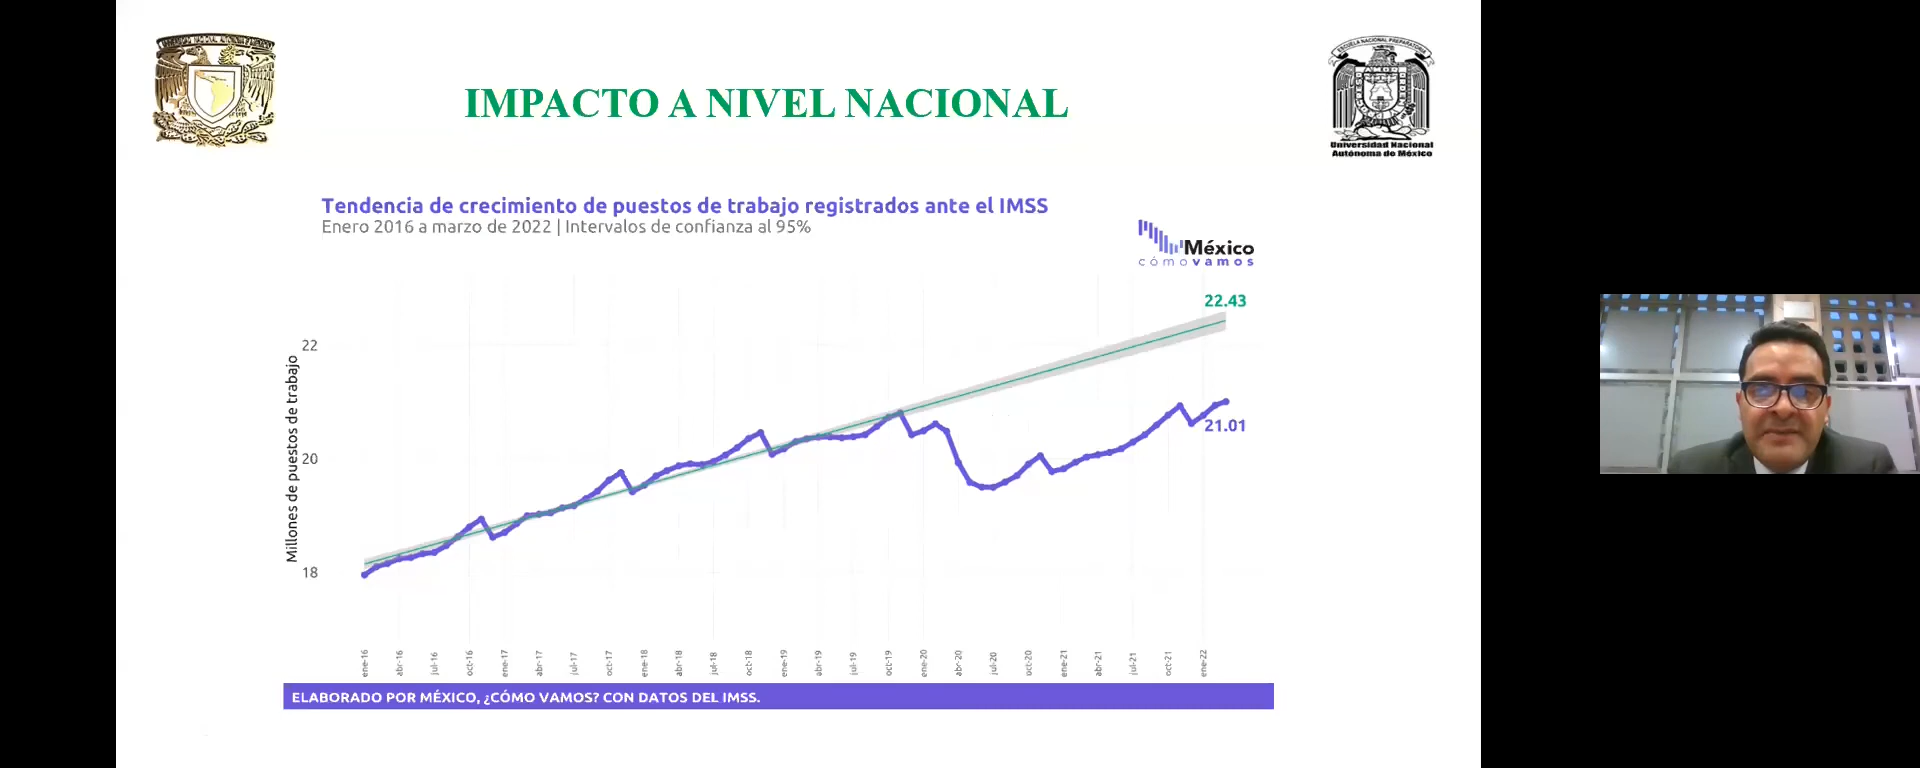 IMPACTO A NIVEL NACIONAL
ESCUELA NACIONAL PREPARATORIA
Universidad Nacional
Autónoma de México
Tendencia de crecimiento de puestos de trabajo registrados ante el IMSS
Enero 2016 a marzo de 2022 | Intervalos de confianza al 95%
México
cómovamos
22.43
22
21.01
20
18
Millones de puestos de trabajo
ene-16
abr-16
jul-16
oct-16
ene-17
abr-17
jul-17
oct-17
ene-18
abr-18
jul-18
oct-18
ene-19
abr-19
jul-19
oct-19
ene-20
abr-20
jul-20
oct-20
ene-21
abr-21
jul-21
oct-21
ene-22
ELABORADO POR MÉXICO, ¿CÓMO VAMOS? CON DATOS DEL IMSS.